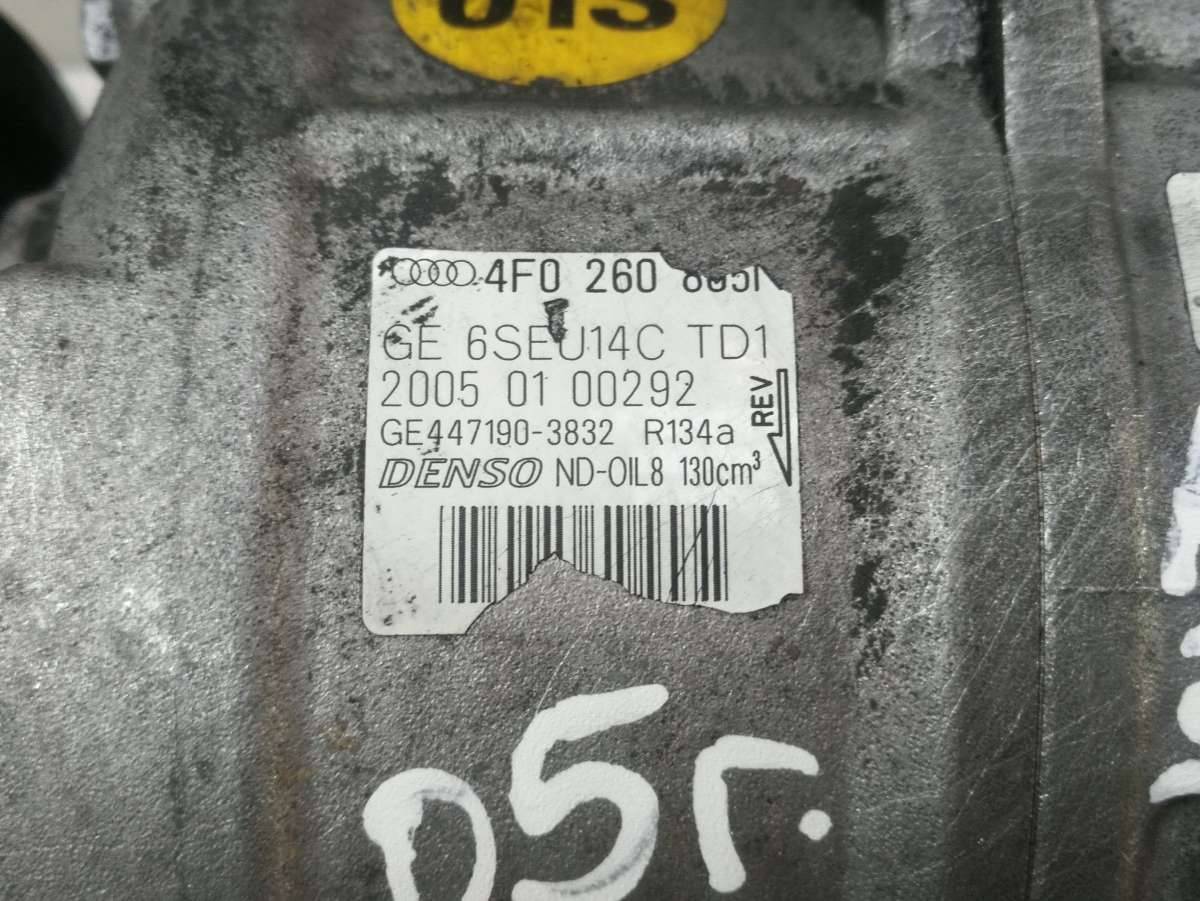 4F0 260
GE 6SEU14C TD1
2005 01 00292
REV
GE447190-3832 R134a
DENSO ND-OIL8 130cm³
05г.